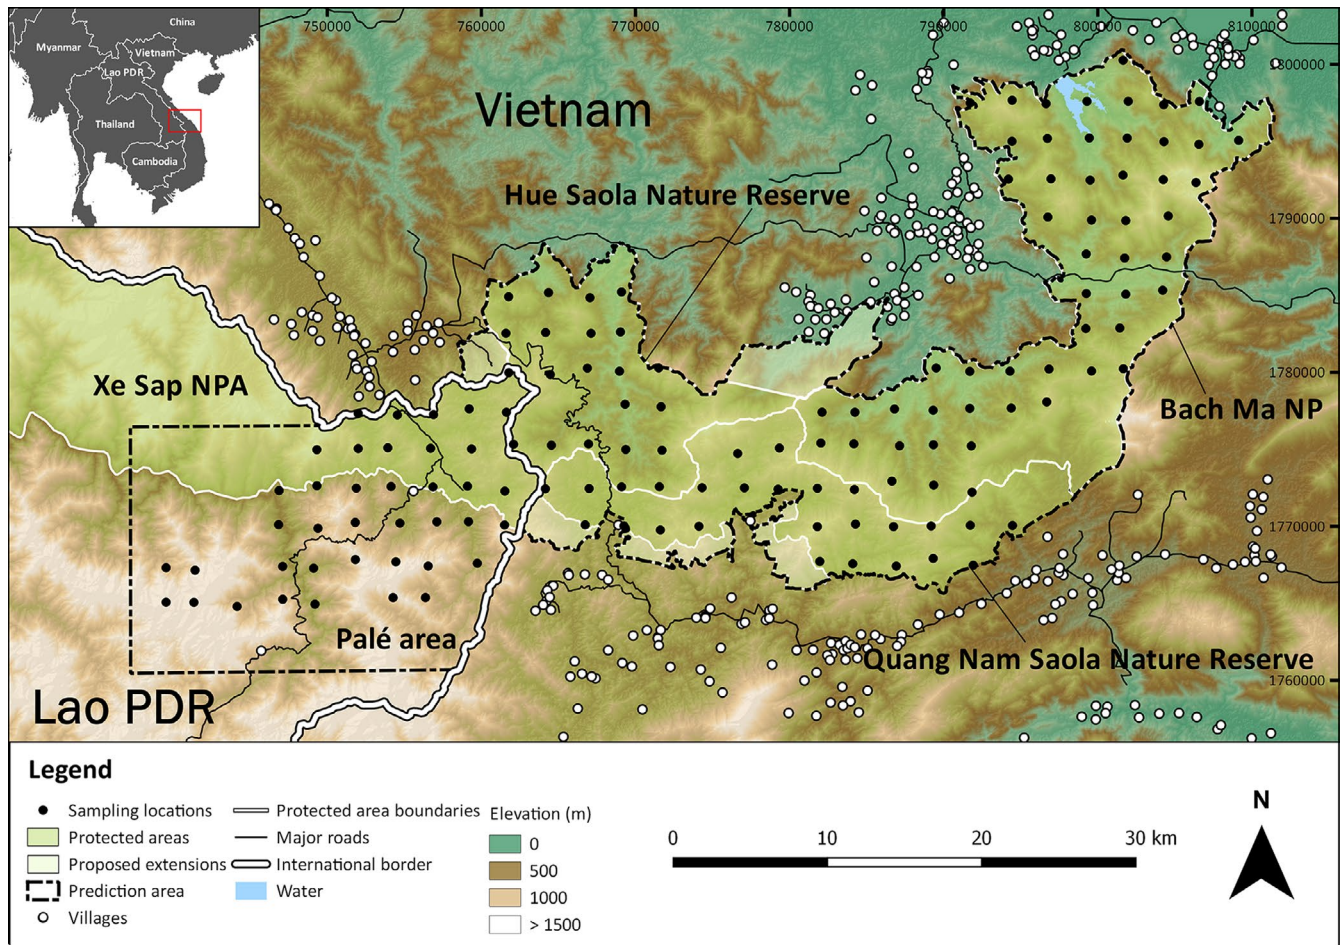 China
Myanmar
Vietnam
Lao PDR
Thailand
Cambodia
750000
760000
770000
780000
790000
800000
810000
1800000
1790000
1780000
1770000
1760000
Vietnam
Hue Saola Nature Reserve
Xe Sap NPA
Bach Ma NP
Palé area
Quang Nam Saola Nature Reserve
Lao PDR
Legend
Sampling locations
Protected areas
Proposed extensions
Prediction area
Villages
Protected area boundaries
Major roads
International border
Water
Elevation (m)
0
500
1000
> 1500
0 10 20 30 km
N